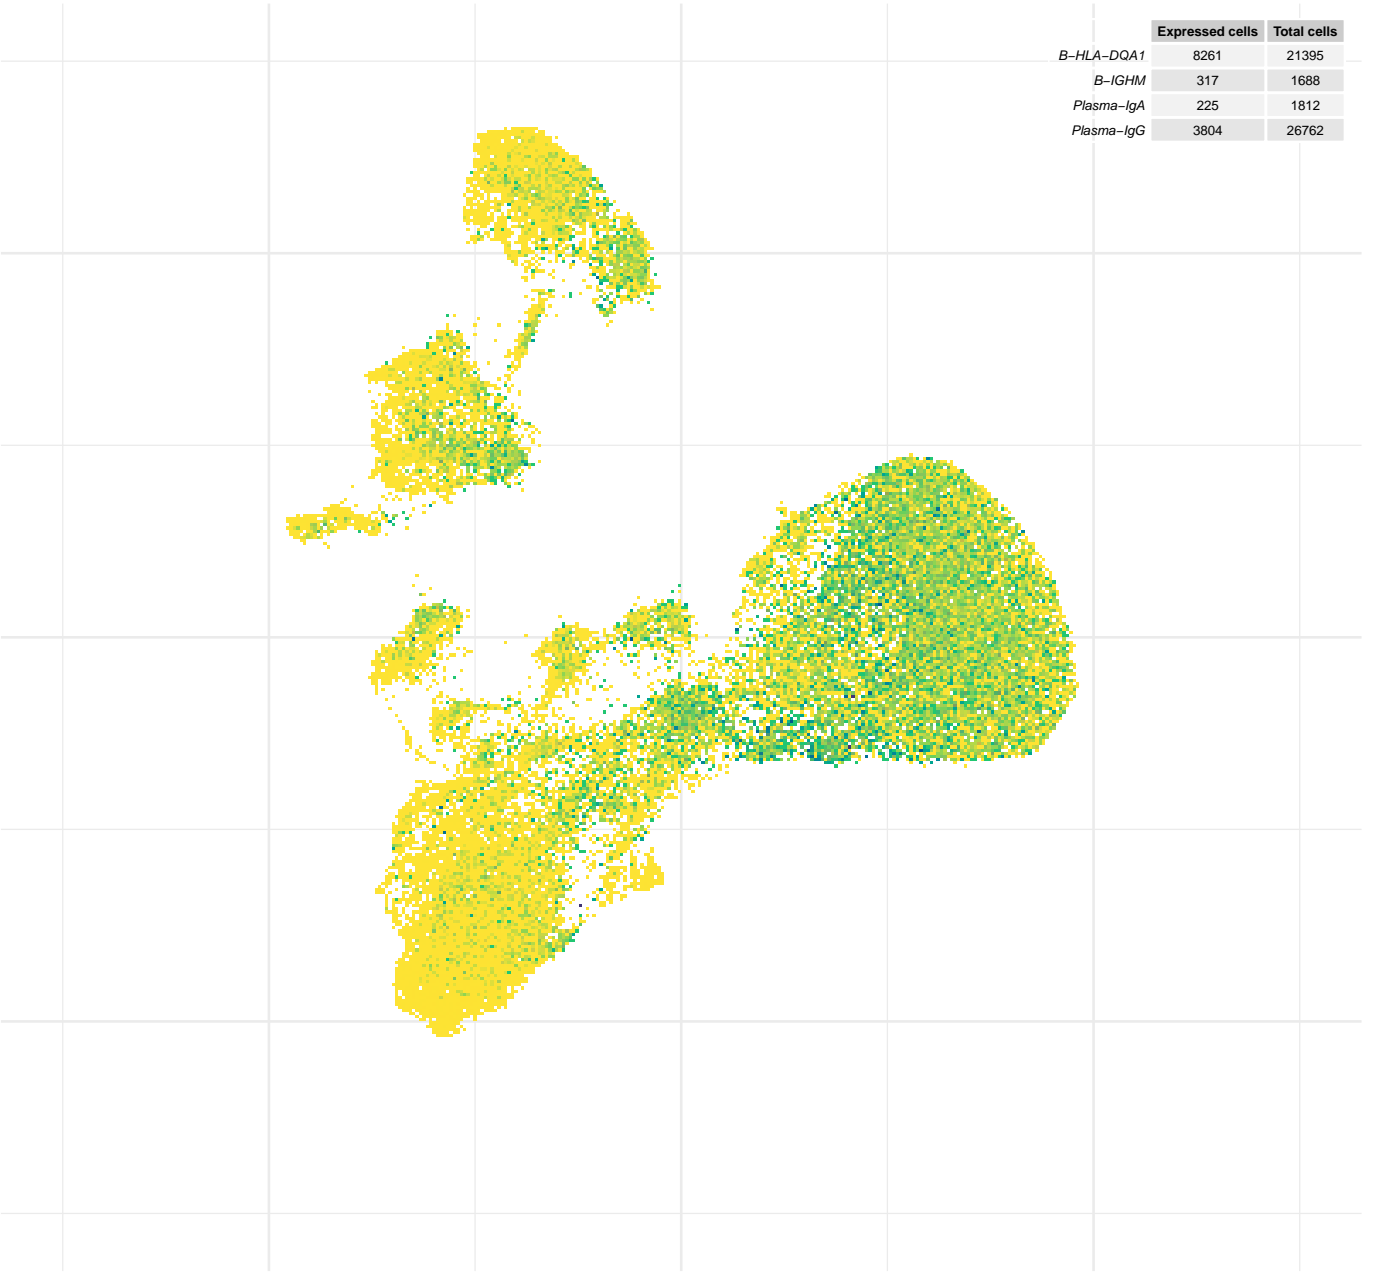 Expressed cells Total cells
B−HLA−DQA1 8261 21395
B−IGHM 317 1688
Plasma−IgA 225 1812
Plasma−IgG 3804 26762